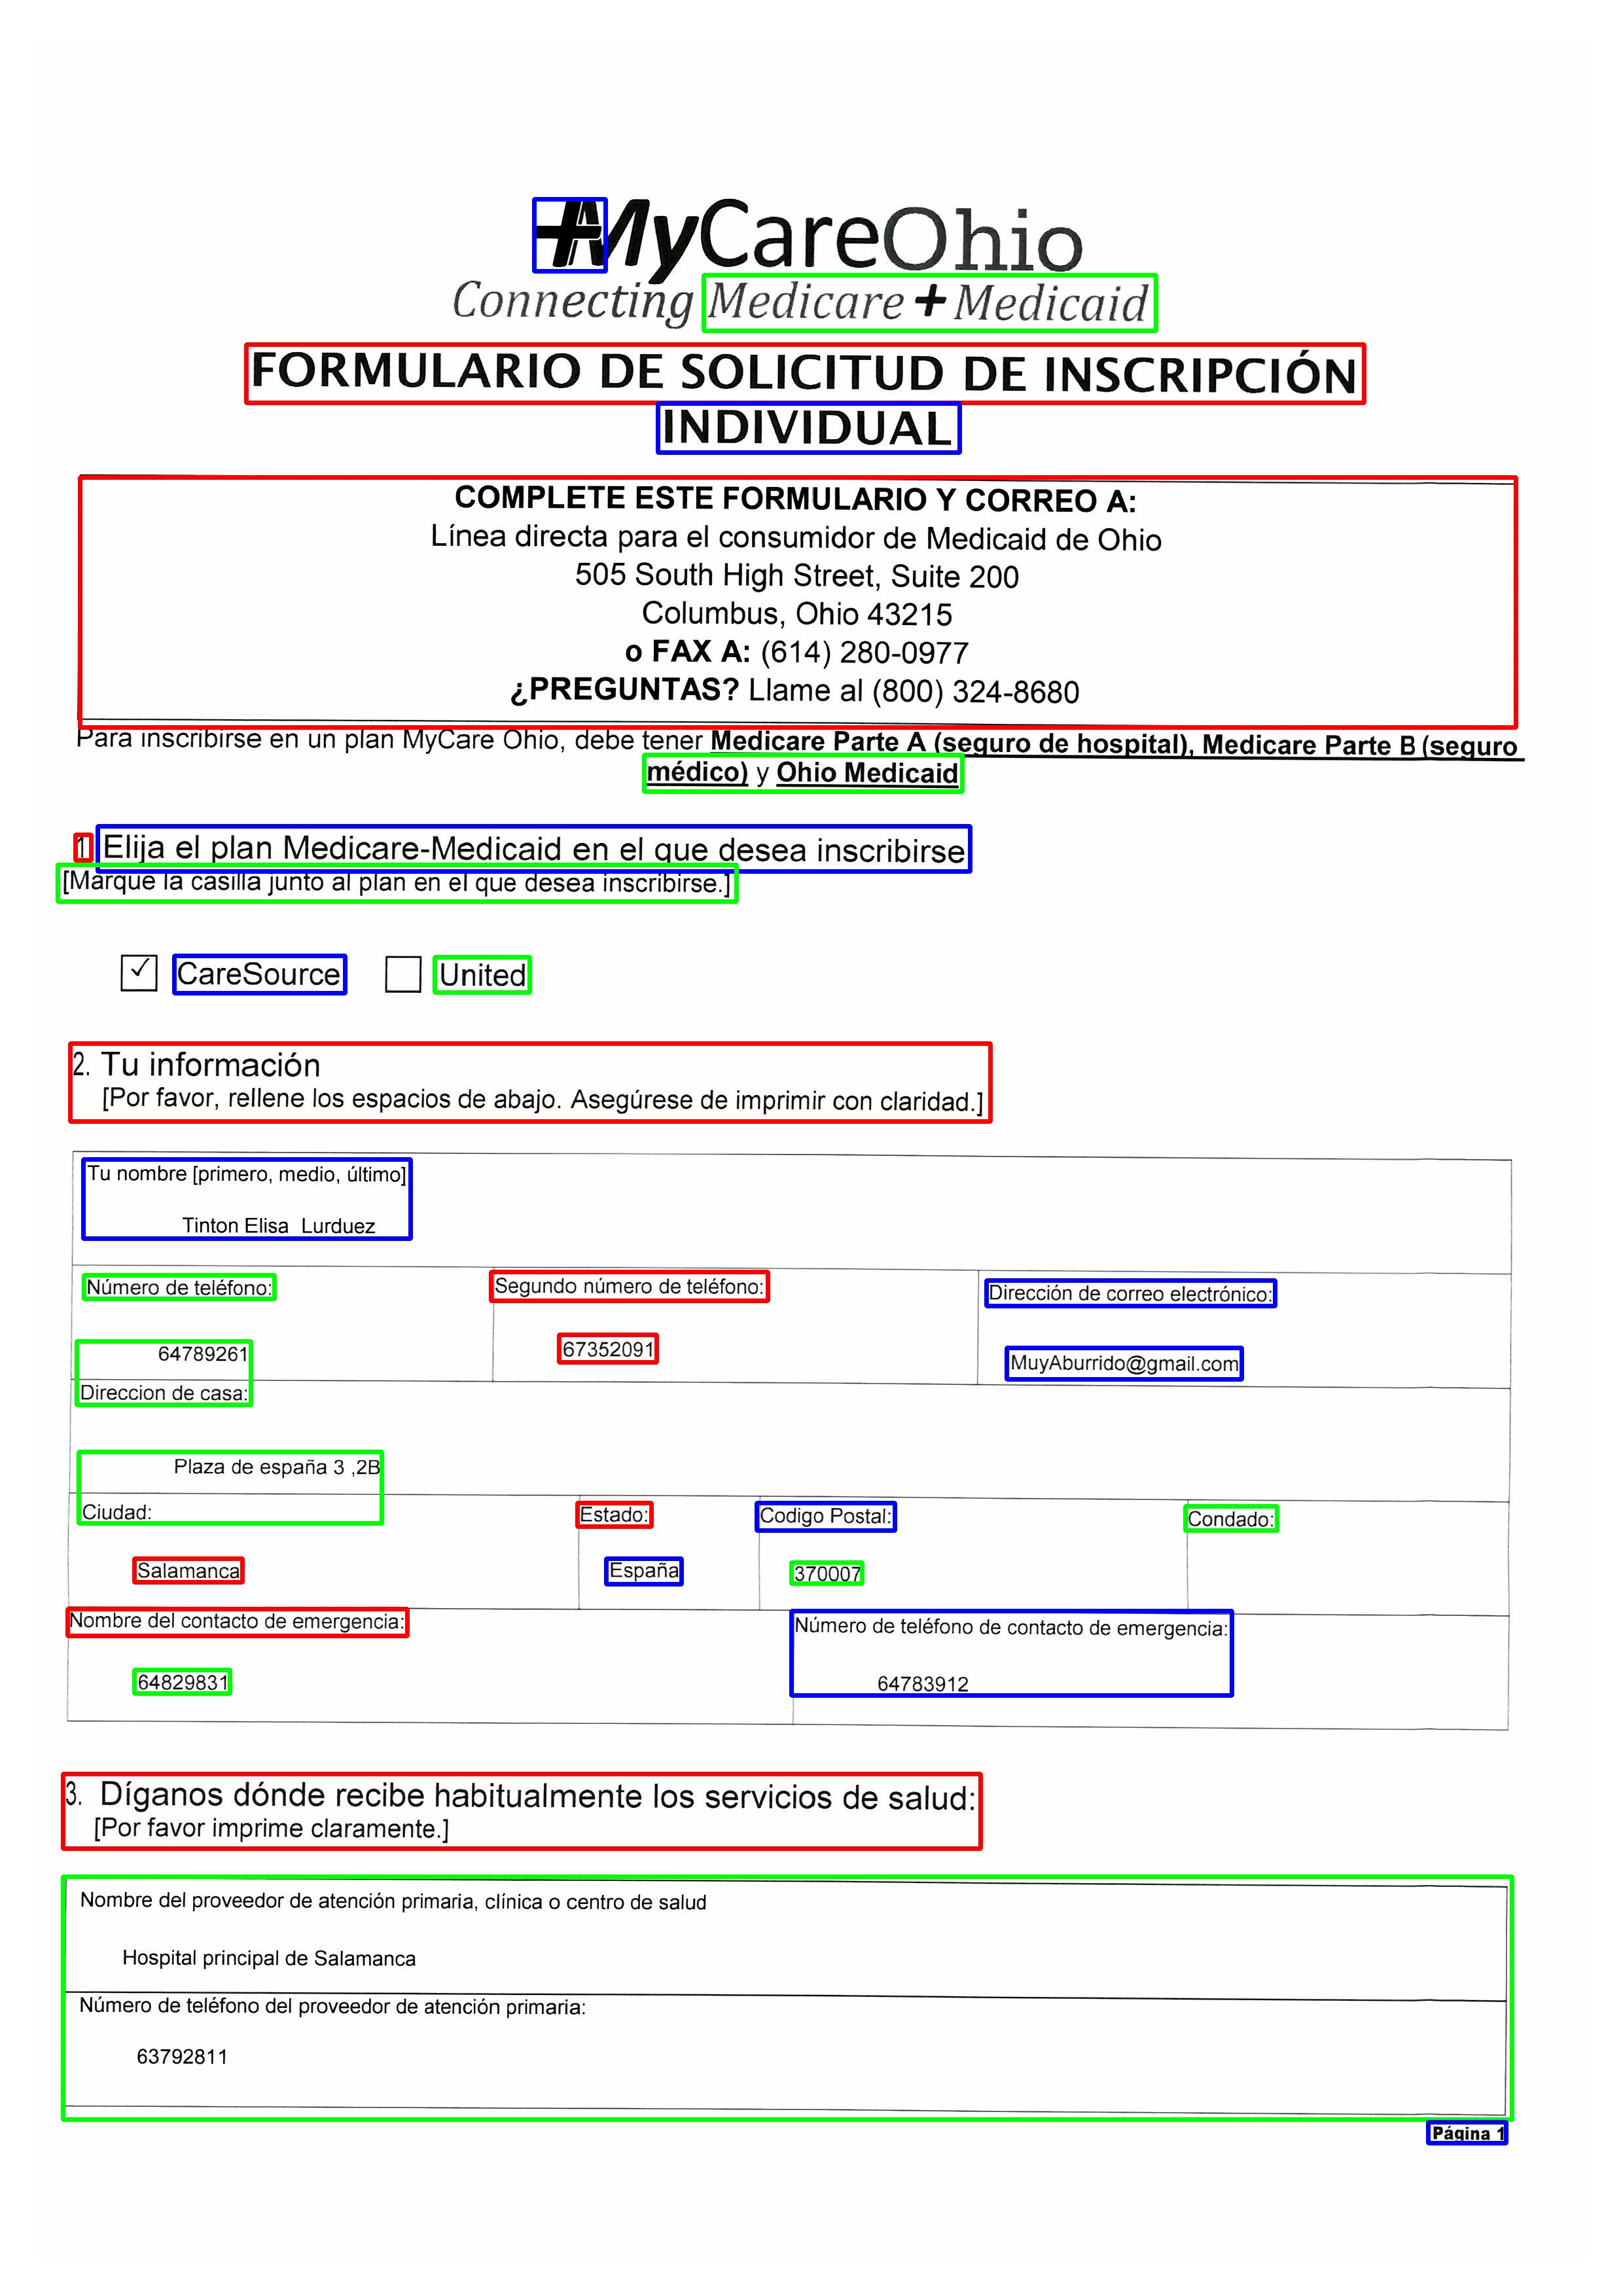 MyCareOhio
Connecting Medicare + Medicaid
FORMULARIO DE SOLICITUD DE INSCRIPCIÓN
INDIVIDUAL
COMPLETE ESTE FORMULARIO Y CORREO A:
Línea directa para el consumidor de Medicaid de Ohio
505 South High Street, Suite 200
Columbus, Ohio 43215
o FAX A: (614) 280-0977
¿PREGUNTAS? Llame al (800) 324-8680
Para inscribirse en un plan MyCare Ohio, debe tener Medicare Parte A (seguro de hospital), Medicare Parte B (seguro
médico) y Ohio Medicaid
1 Elija el plan Medicare-Medicaid en el que desea inscribirse
[Marque la casilla junto al plan en el que desea inscribirse.]
CareSource United
2. Tu información
[Por favor, rellene los espacios de abajo. Asegúrese de imprimir con claridad.]
Tu nombre [primero, medio, último]
Tinton Elisa Lurduez
Número de teléfono: Segundo número de teléfono: Dirección de correo electrónico:
64789261 67352091 MuyAburrido@gmail.com
Direccion de casa:
Plaza de españa 3 ,2B
Ciudad: Estado: Codigo Postal: Condado:
Salamanca España 370007
Nombre del contacto de emergencia: Número de teléfono de contacto de emergencia:
64829831 64783912
3. Díganos dónde recibe habitualmente los servicios de salud:
[Por favor imprime claramente.]
Nombre del proveedor de atención primaria, clínica o centro de salud
Hospital principal de Salamanca
Número de teléfono del proveedor de atención primaria:
63792811
Página 1